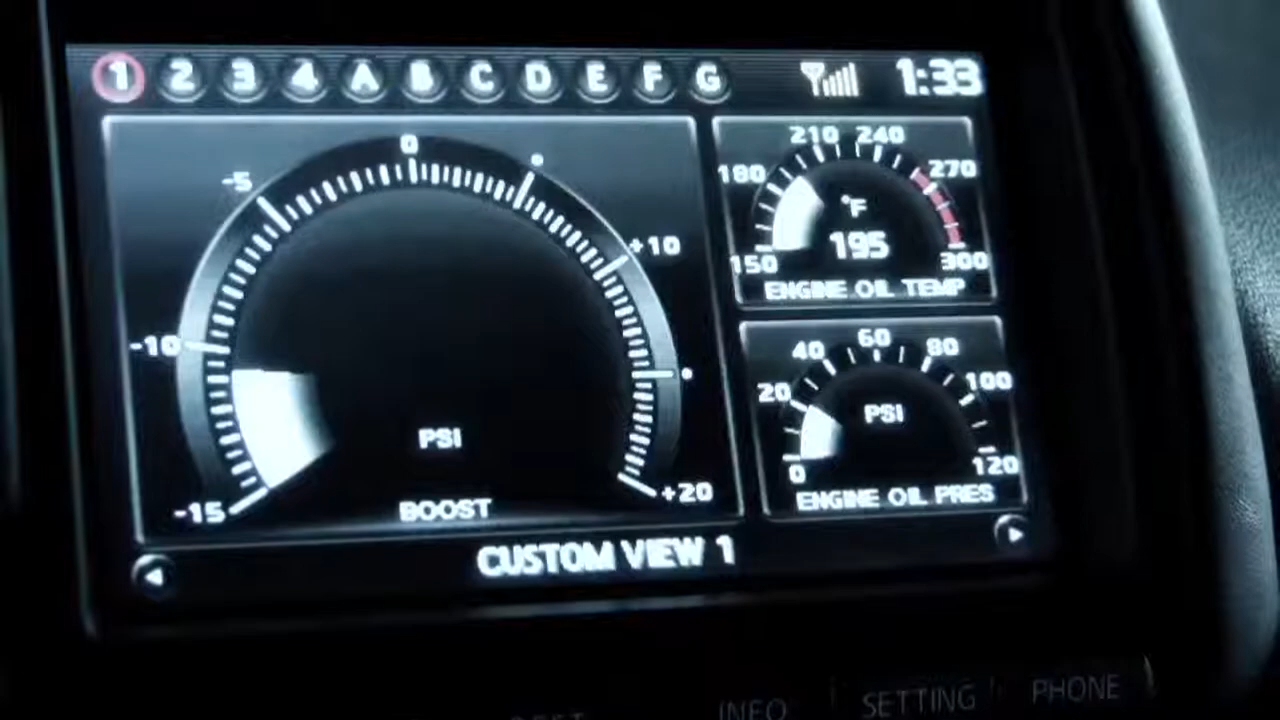 1 2 3 4 A B C D E F G 1:33
0
-5
+10
-10
PSI
-15 +20
BOOST
210 240
180 270
°F
195
150 300
ENGINE OIL TEMP
60
40 80
20 100
PSI
0 120
ENGINE OIL PRES
CUSTOM VIEW 1
INFO SETTING PHONE